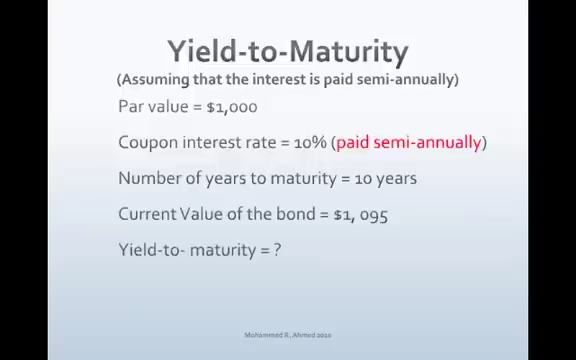 Yield-to-Maturity
(Assuming that the interest is paid semi-annually)
Par value = $1,000
Coupon interest rate = 10% (paid semi-annually)
Number of years to maturity = 10 years
Current Value of the bond = $1, 095
Yield-to- maturity = ?
Mohammed R, Ahmed 2010